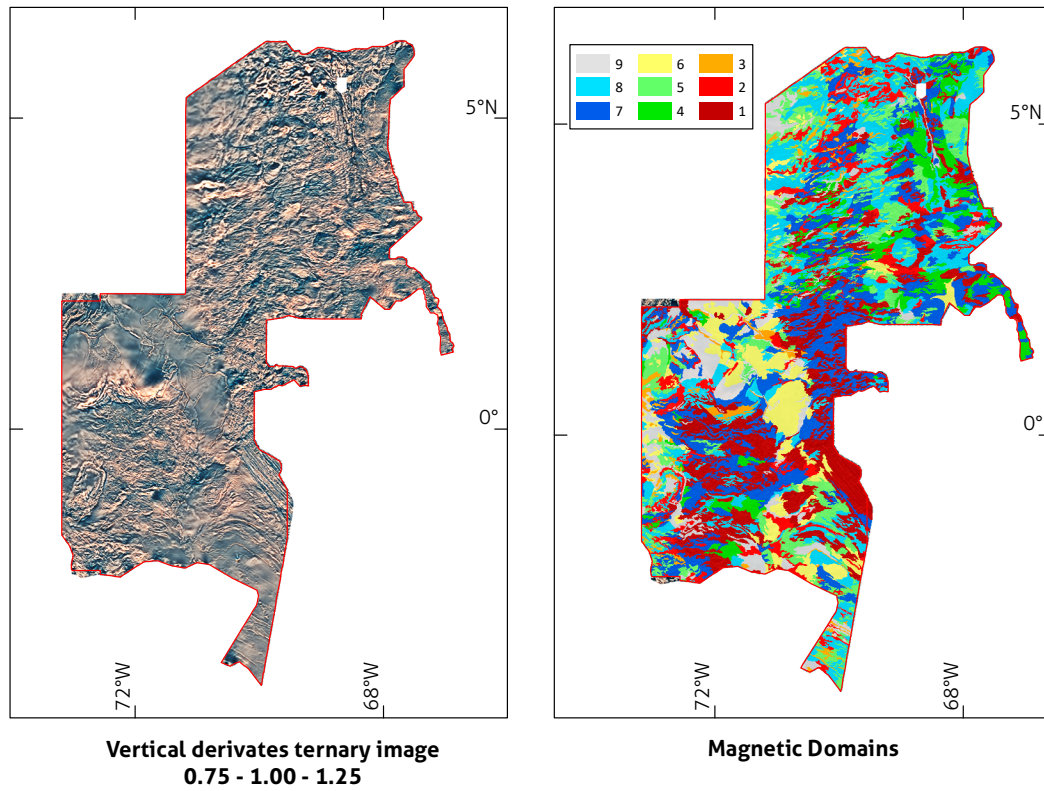 5°N
0°
72°W
68°W
Vertical derivates ternary image
0.75 - 1.00 - 1.25
9 6 3
8 5 2
7 4 1
5°N
0°
72°W
68°W
Magnetic Domains